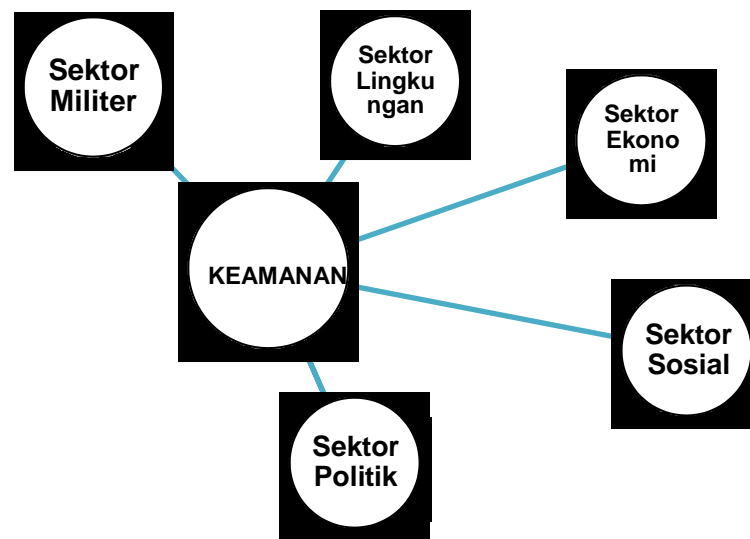 Sektor
Militer
Sektor
Lingku
ngan
Sektor
Ekono
mi
KEAMANAN
Sektor
Sosial
Sektor
Politik